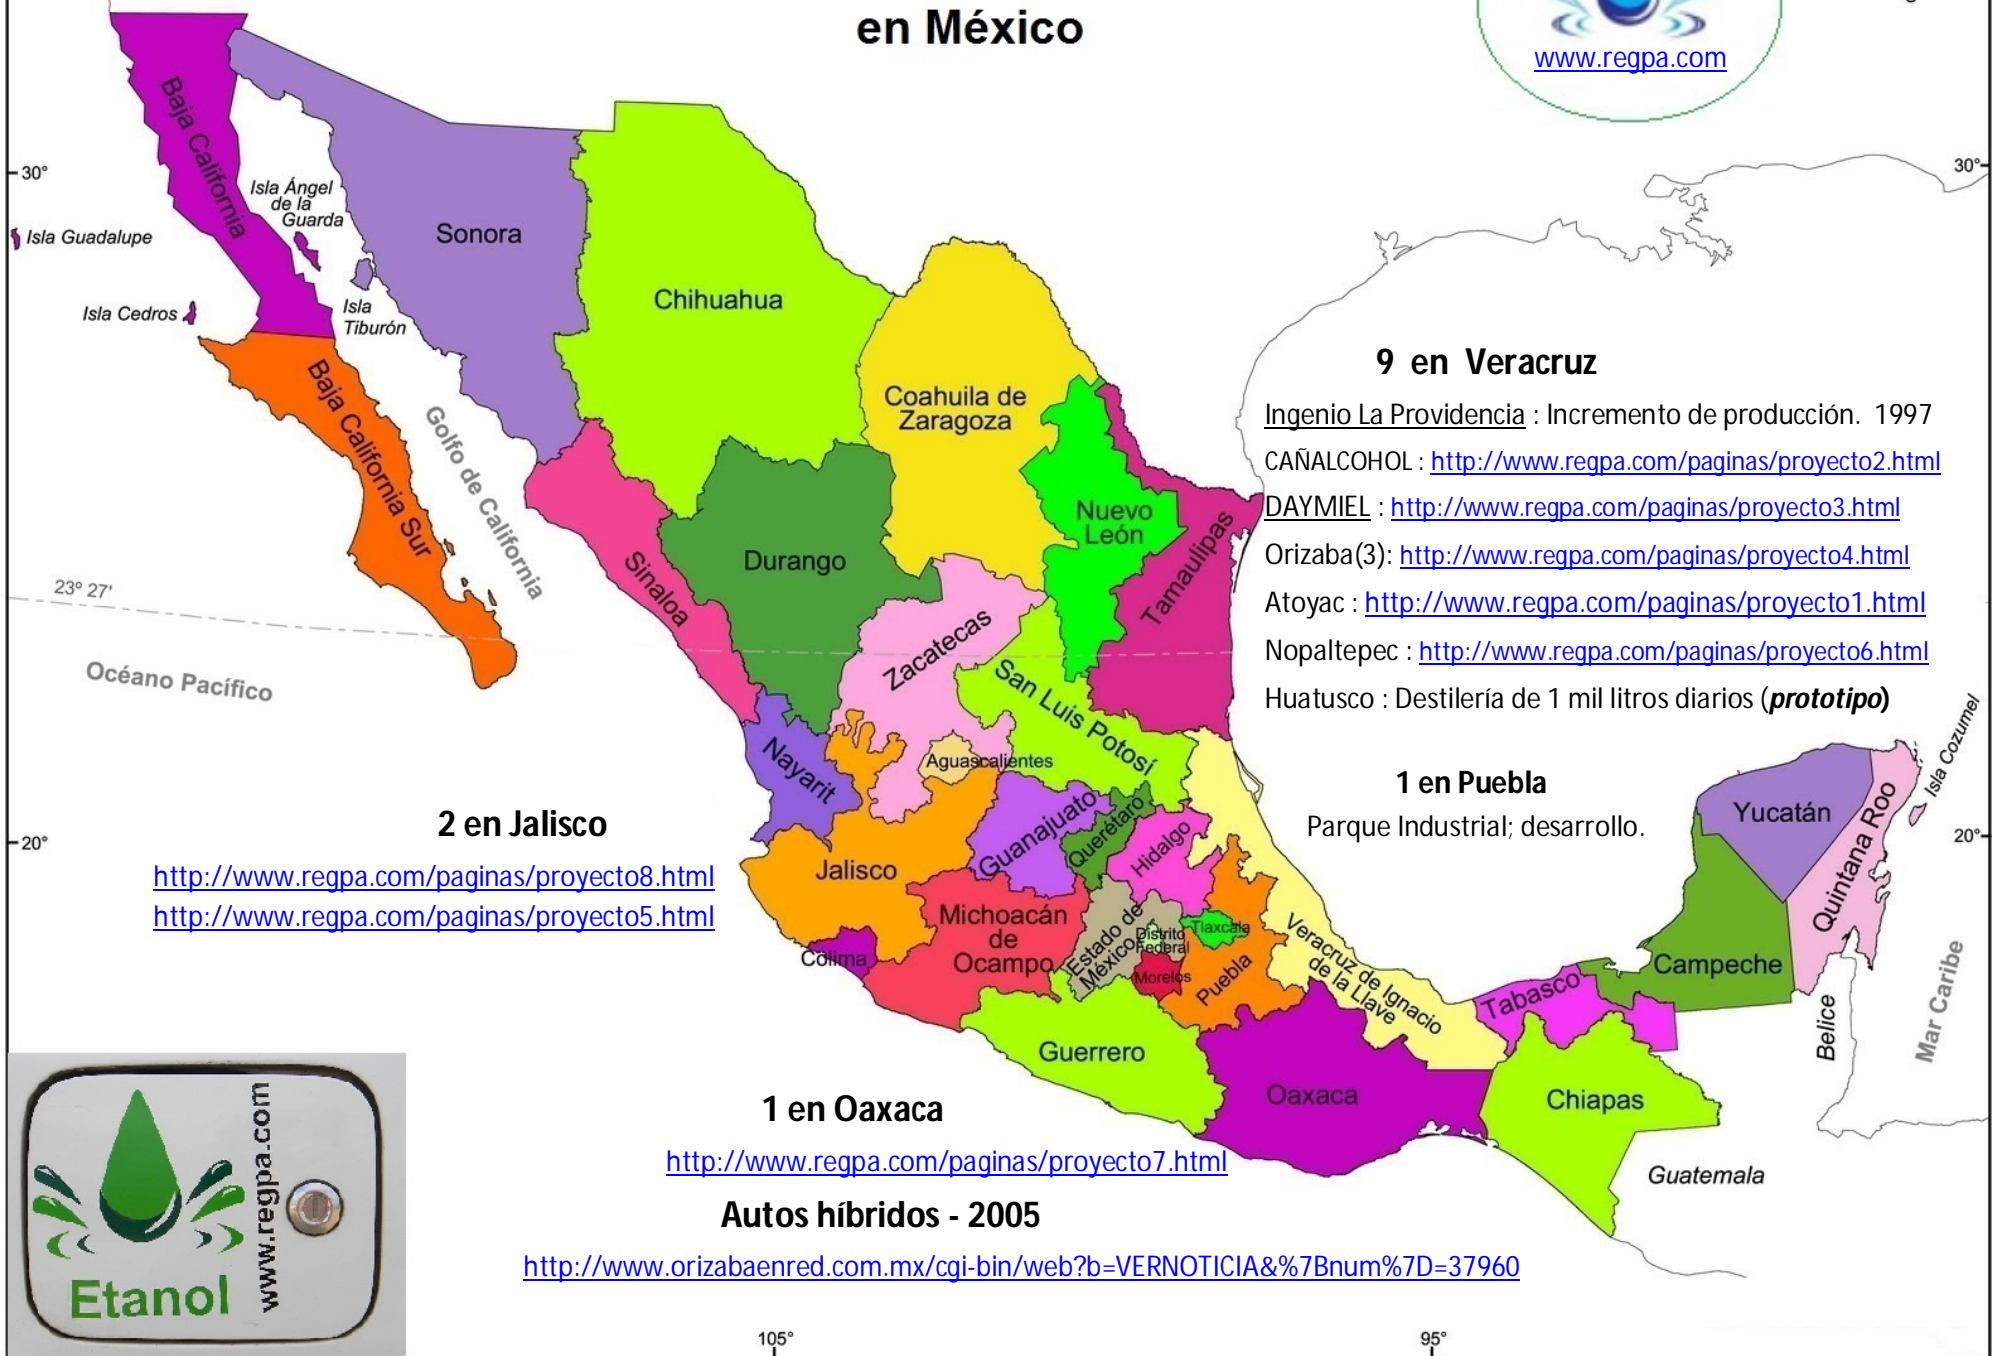 en México
www.regpa.com
30°
30°
Baja California
Isla Ángel
de la
Guarda
Isla Guadalupe
Sonora
Isla Cedros
Isla
Tiburón
Chihuahua
Baja California Sur
Golfo de California
Coahuila de
Zaragoza
9 en Veracruz
Ingenio La Providencia : Incremento de producción. 1997
CAÑALCOHOL : http://www.regpa.com/paginas/proyecto2.html
DAYMIEL : http://www.regpa.com/paginas/proyecto3.html
Orizaba(3): http://www.regpa.com/paginas/proyecto4.html
Atoyac : http://www.regpa.com/paginas/proyecto1.html
Nopaltepec : http://www.regpa.com/paginas/proyecto6.html
Huatusco : Destilería de 1 mil litros diarios (prototipo)
Nuevo
León
Tamaulipas
Durango
Sinaloa
23º 27'
Zacatecas
Océano Pacífico
San Luis Potosí
Nayarit
Aguascalientes
Isla Cozumel
1 en Puebla
Parque Industrial; desarrollo.
Yucatán
Quintana Roo
2 en Jalisco
http://www.regpa.com/paginas/proyecto8.html
http://www.regpa.com/paginas/proyecto5.html
20°
20°
Guanajuato
Querétaro
Hidalgo
Jalisco
Michoacán
de
Ocampo
Colima
Estado de
México
Distrito
Federal
Tlaxcala
Morelos
Puebla
Veracruz de Ignacio
de la Llave
Tabasco
Campeche
Belice
Mar Caribe
Guerrero
Oaxaca
Chiapas
Guatemala
1 en Oaxaca
http://www.regpa.com/paginas/proyecto7.html
Autos híbridos - 2005
http://www.orizabaenred.com.mx/cgi-bin/web?b=VERNOTICIA&%7Bnum%7D=37960
Etanol
www.regpa.com
105°
95°